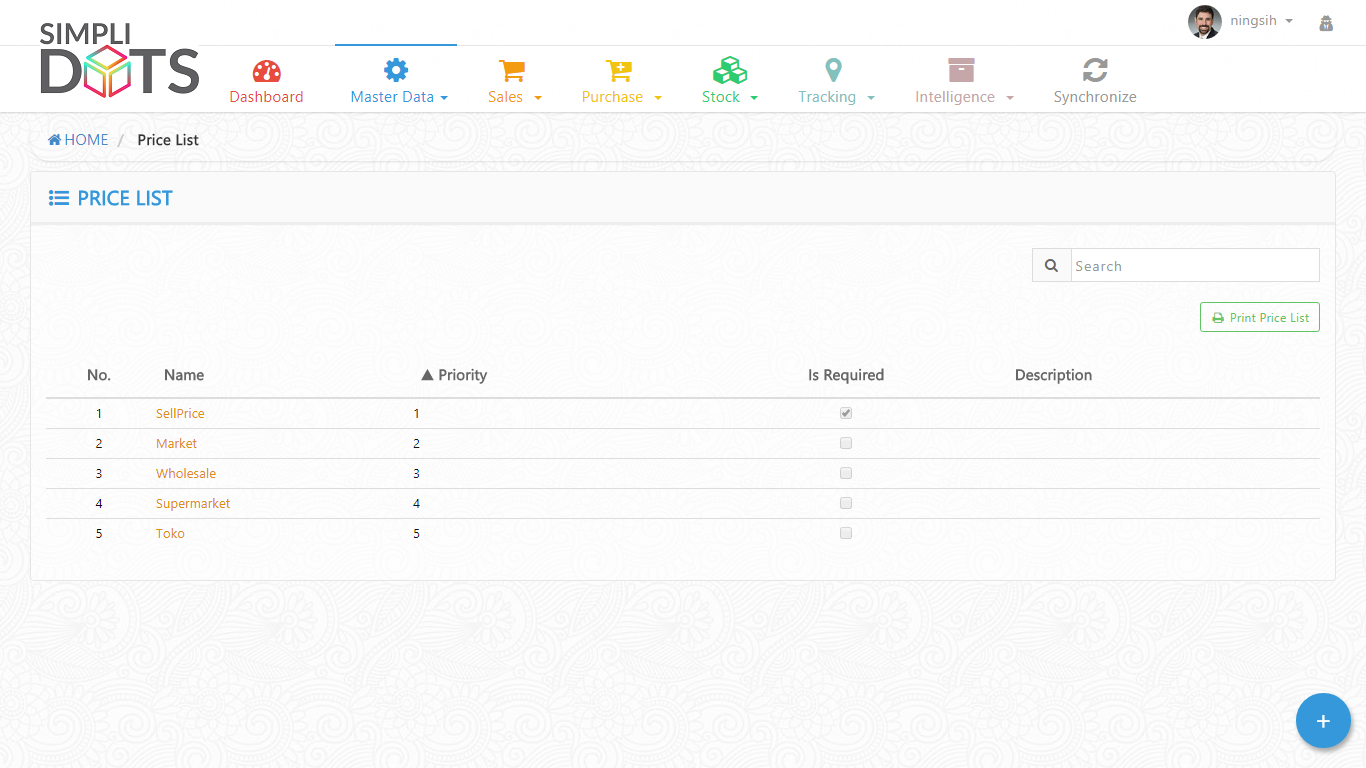 ningsih
SIMPLI
DOTS
Dashboard Master Data Sales Purchase Stock Tracking Intelligence Synchronize
HOME / Price List
PRICE LIST
Search
Print Price List
No. Name ▲ Priority Is Required Description
1 SellPrice 1
2 Market 2
3 Wholesale 3
4 Supermarket 4
5 Toko 5
+